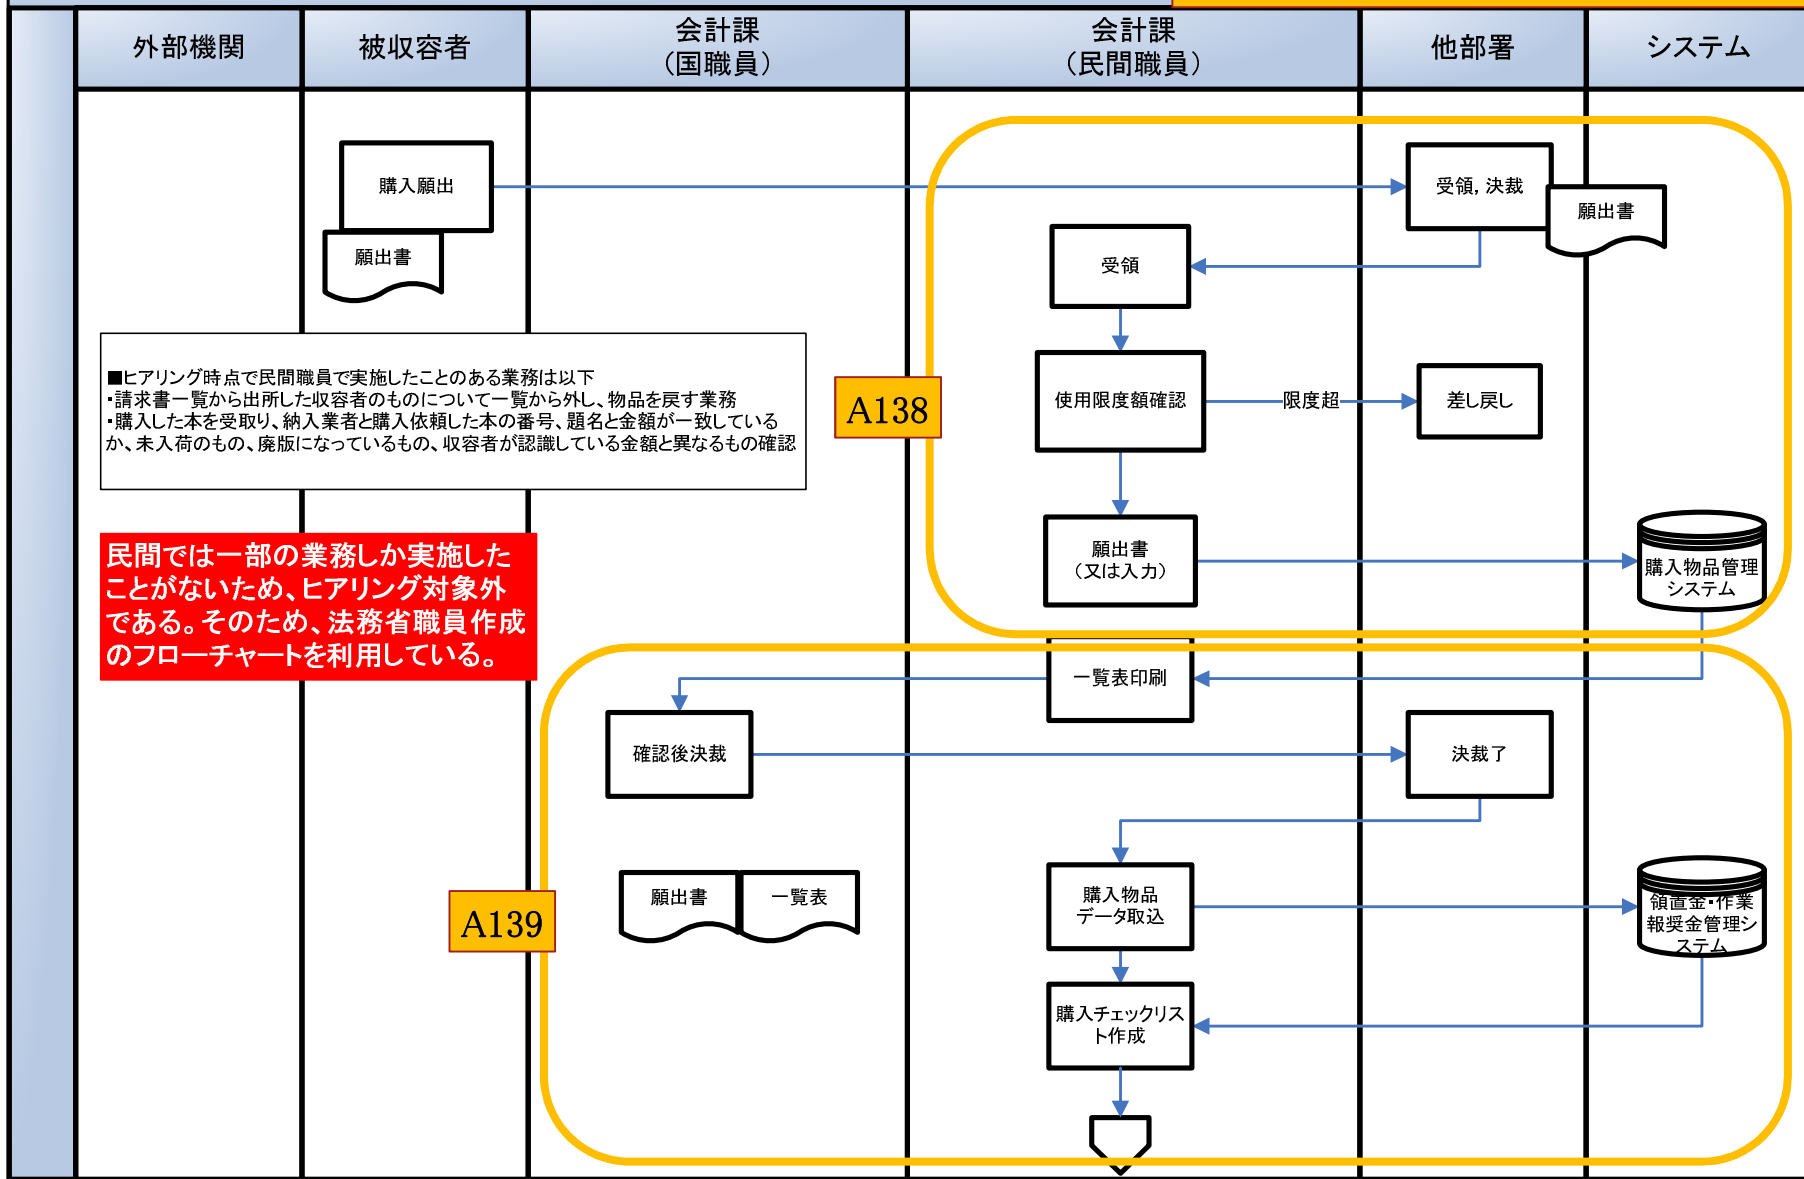 外部機関
被収容者
会計課
（国職員）
会計課
（民間職員）
他部署
システム
購入願出
願出書
受領，決裁
願出書
受領
■ヒアリング時点で民間職員で実施したことのある業務は以下
・請求書一覧から出所した収容者のものについて一覧から外し、物品を戻す業務
・購入した本を受取り、納入業者と購入依頼した本の番号、題名と金額が一致している
か、未入荷のもの、廃版になっているもの、収容者が認識している金額と異なるもの確認
A138
使用限度額確認
限度超
差し戻し
民間では一部の業務しか実施した
ことがないため、ヒアリング対象外
である。そのため、法務省職員作成
のフローチャートを利用している。
願出書
（又は入力）
購入物品管理
システム
一覧表印刷
確認後決裁
決裁了
A139
願出書
一覧表
購入物品
データ取込
領置金・作業
報奨金管理シ
ステム
購入チェックリス
ト作成